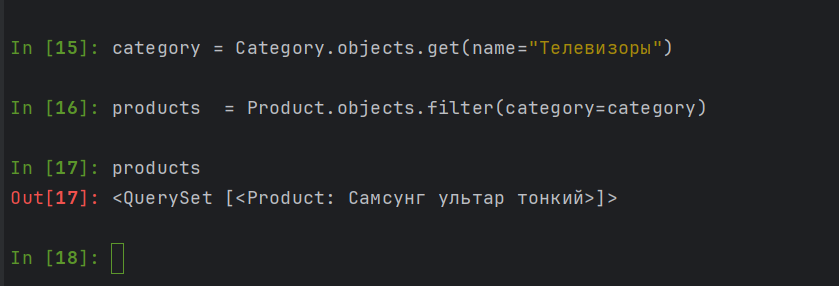 In [15]: category = Category.objects.get(name="Телевизоры")
In [16]: products  = Product.objects.filter(category=category)
In [17]: products
Out[17]: <QuerySet [<Product: Самсунг ультар тонкий>]>
In [18]: